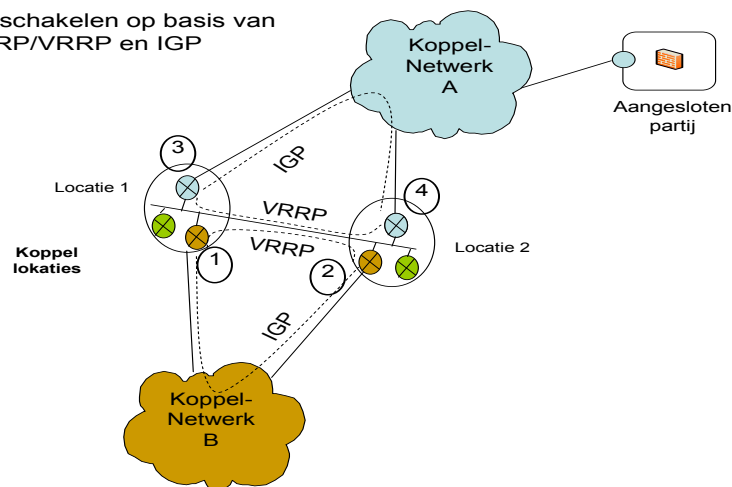 schakelen op basis van
RP/VRRP en IGP
Koppel-
Netwerk
A
Aangesloten
partij
3
IGP
4
Locatie 1
VRRP
VRRP
Locatie 2
Koppel
lokaties
1
2
IGP
Koppel-
Netwerk
B